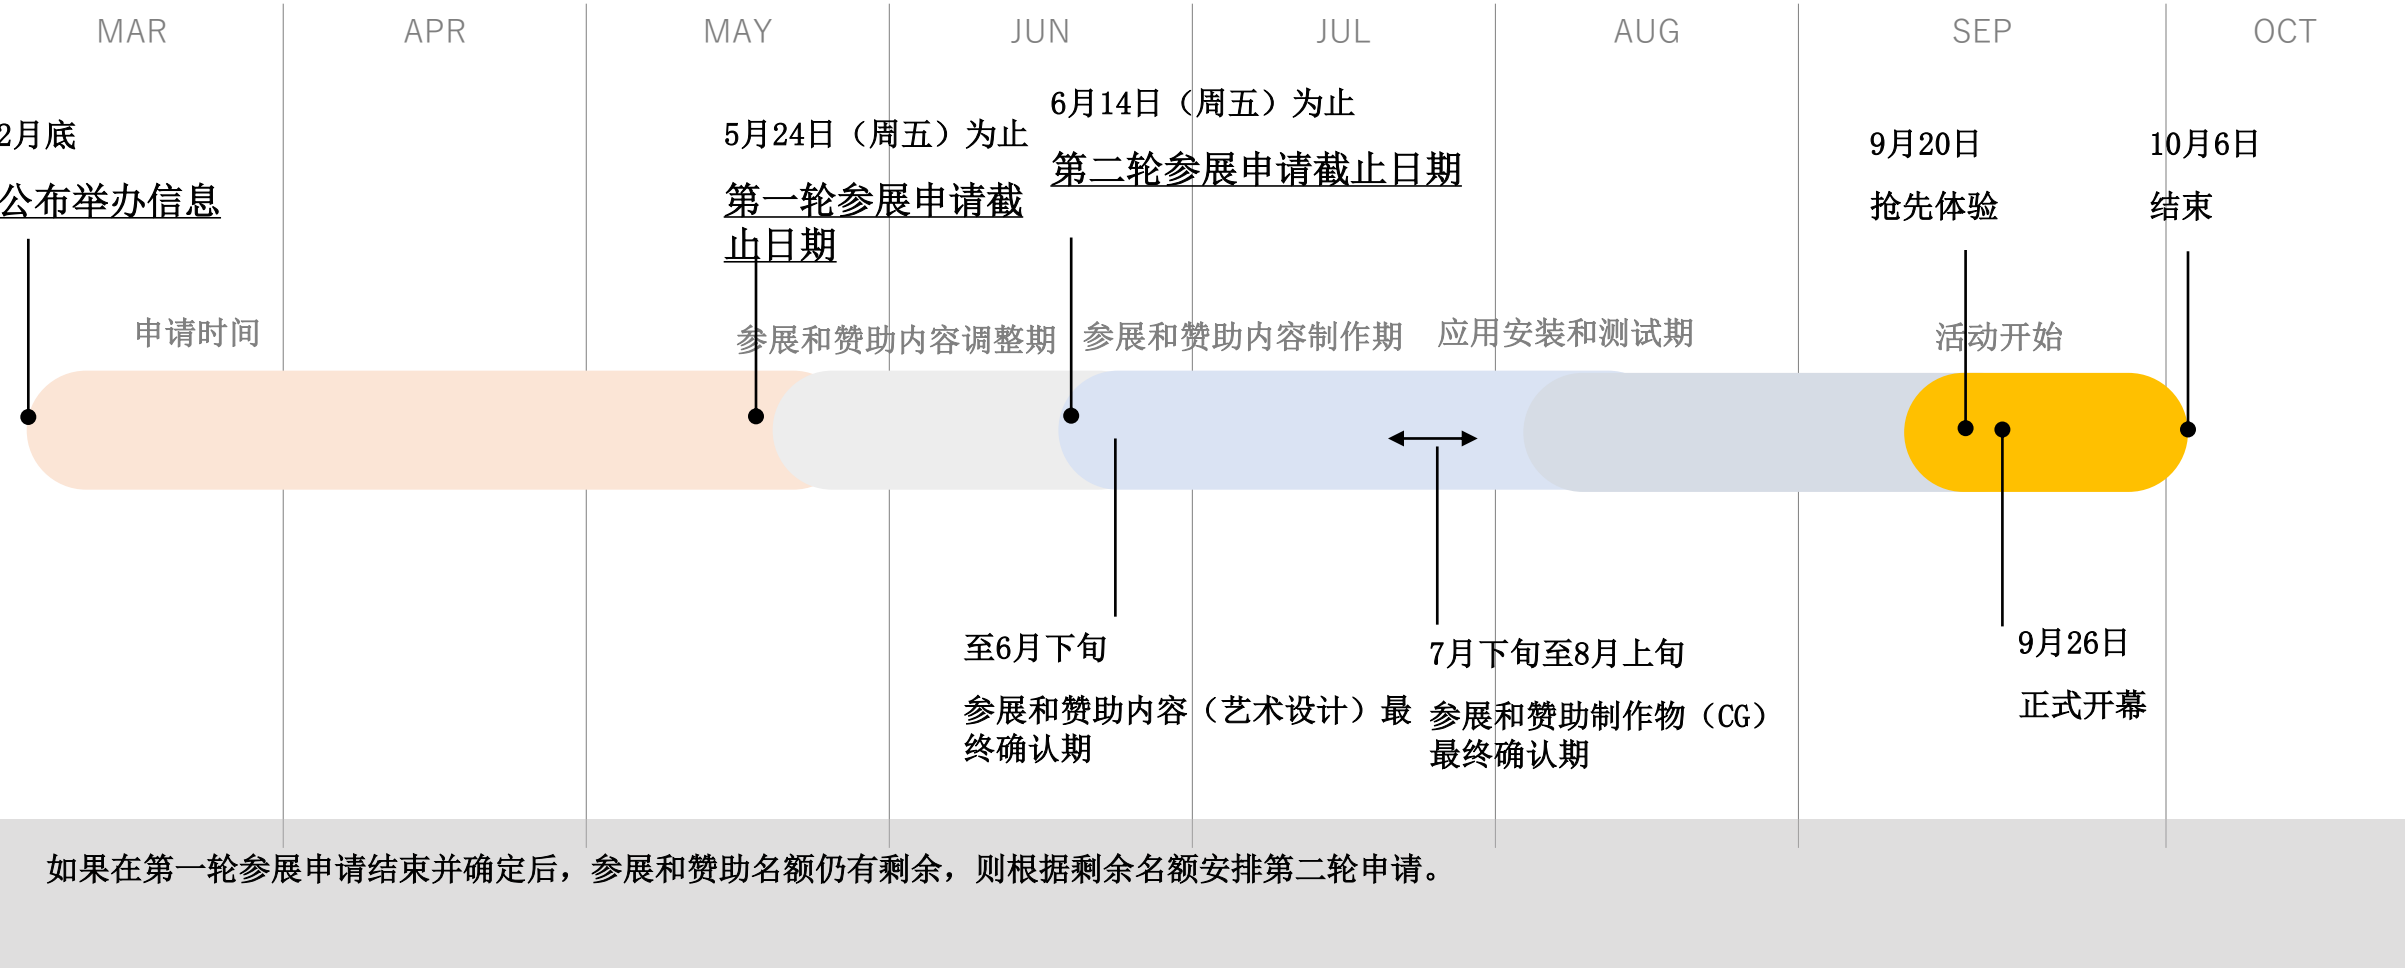 MAR
APR
MAY
JUN
JUL
AUG
SEP
OCT
2月底
公布举办信息
5月24日（周五）为止
第一轮参展申请截
止日期
6月14日（周五）为止
第二轮参展申请截止日期
9月20日
抢先体验
10月6日
结束
申请时间
参展和赞助内容调整期
参展和赞助内容制作期
应用安装和测试期
活动开始
至6月下旬
参展和赞助内容（艺术设计）最
终确认期
7月下旬至8月上旬
参展和赞助制作物（CG）
最终确认期
9月26日
正式开幕
如果在第一轮参展申请结束并确定后，参展和赞助名额仍有剩余，则根据剩余名额安排第二轮申请。